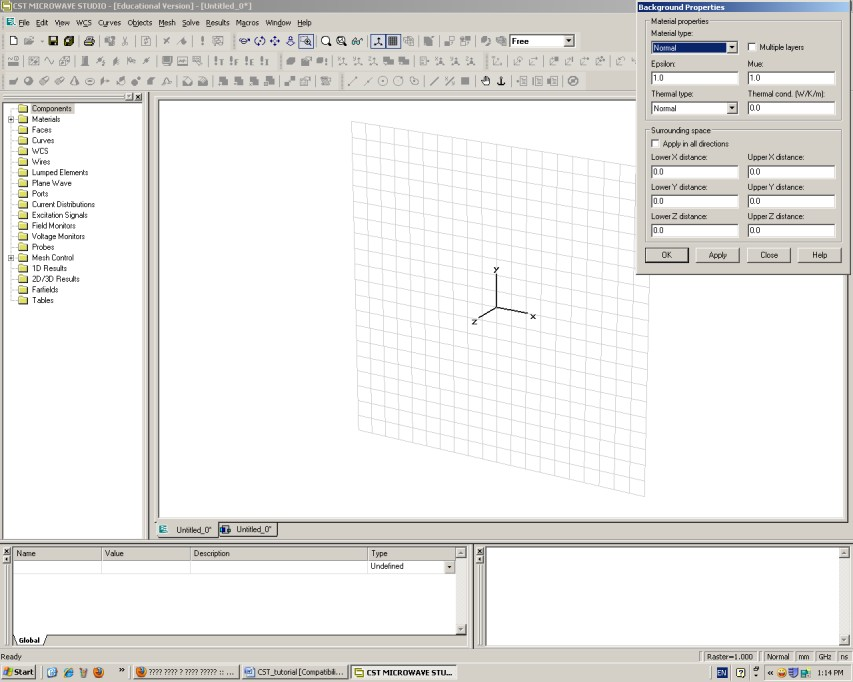 CST MICROWAVE STUDIO - [Educational Version] - [Untitled_0*]
File Edit View WCS Curves Objects Mesh Solve Results Macros Window Help
Free
Components
Materials
Faces
Curves
WCS
Wires
Lumped Elements
Plane Wave
Ports
Current Distributions
Excitation Signals
Field Monitors
Voltage Monitors
Probes
Mesh Control
1D Results
2D/3D Results
Farfields
Tables
y
x
z
Background Properties
Material properties
Material type:
Normal
Multiple layers
Epsilon: Mue:
1.0 1.0
Thermal type: Thermal cond. [W/K/m]:
Normal 0.0
Surrounding space
Apply in all directions
Lower X distance: Upper X distance:
0.0 0.0
Lower Y distance: Upper Y distance:
0.0 0.0
Lower Z distance: Upper Z distance:
0.0 0.0
OK Apply Close Help
Untitled_0* Untitled_0*
Name Value Description Type
Undefined
Global
Ready
Raster=1.000 Normal mm GHz ns
Start » ???? ???? ? ???? ????? :: ... CST_tutorial [Compatibili... CST MICROWAVE STU... EN « 1:14 PM